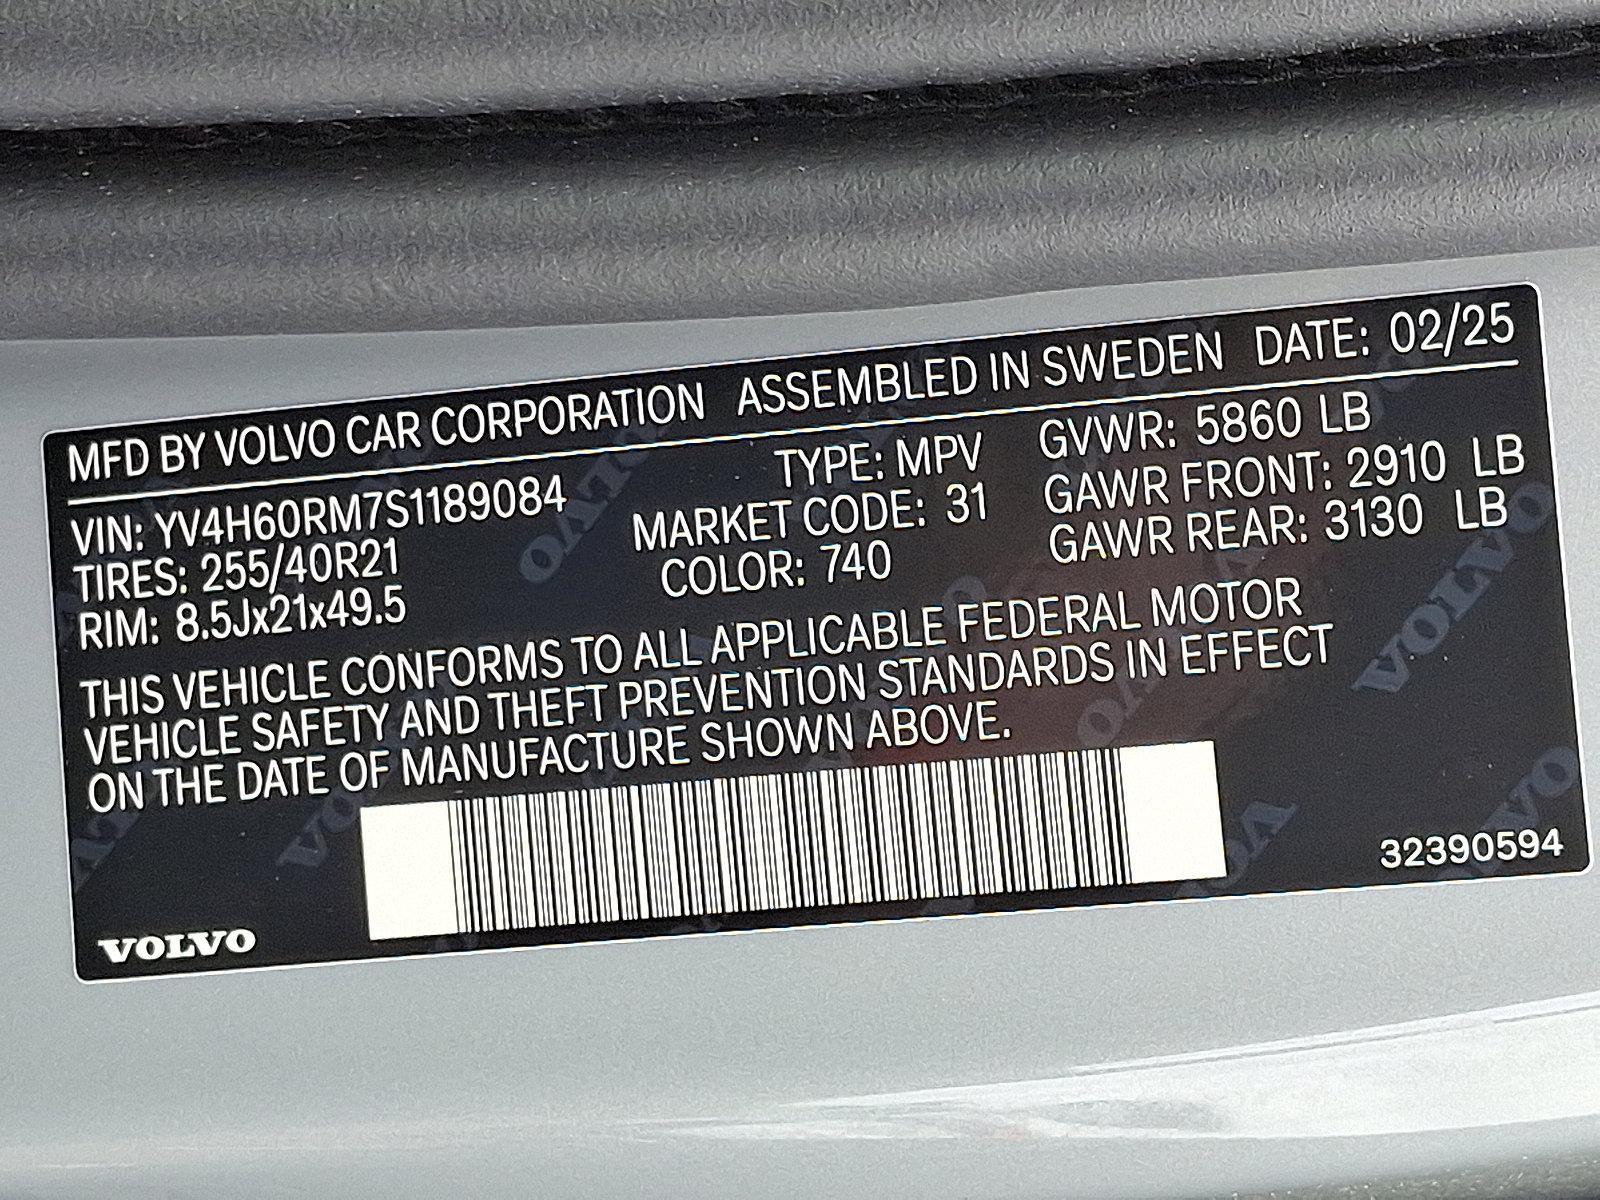 MFD BY VOLVO CAR CORPORATION ASSEMBLED IN SWEDEN DATE: 02/25
VIN: YV4H60RM7S1189084 TYPE: MPV GVWR: 5860 LB
TIRES: 255/40R21 MARKET CODE: 31 GAWR FRONT: 2910 LB
RIM: 8.5Jx21x49.5 COLOR: 740 GAWR REAR: 3130 LB
THIS VEHICLE CONFORMS TO ALL APPLICABLE FEDERAL MOTOR
VEHICLE SAFETY AND THEFT PREVENTION STANDARDS IN EFFECT
ON THE DATE OF MANUFACTURE SHOWN ABOVE.
32390594
VOLVO